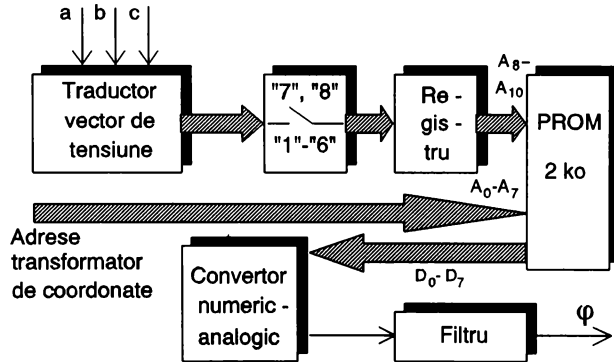 a b c
Traductor
vector de
tensiune
"7", "8"
"1"-"6"
Re -
gis -
tru
A8–
A10
PROM
2 ko
A0-A7
Adrese
transformator
de coordonate
D0- D7
Convertor
numeric -
analogic
Filtru
φ